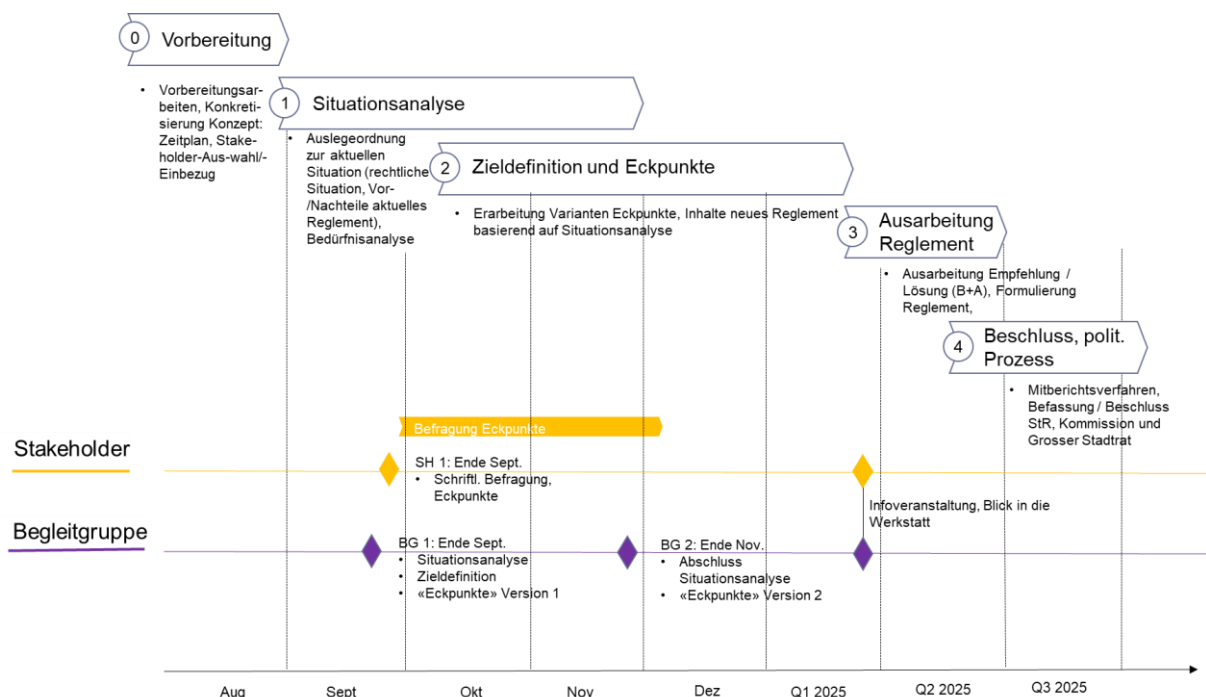 0 Vorbereitung
• Vorbereitungsar-
beiten, Konkreti-
sierung Konzept:
Zeitplan, Stake-
holder-Aus-wahl/-
Einbezug
1 Situationsanalyse
• Auslegeordnung
zur aktuellen
Situation (rechtliche
Situation, Vor-
/Nachteile aktuelles
Reglement),
Bedürfnisanalyse
2 Zieldefinition und Eckpunkte
• Erarbeitung Varianten Eckpunkte, Inhalte neues Reglement
basierend auf Situationsanalyse
3 Ausarbeitung
Reglement
• Ausarbeitung Empfehlung /
Lösung (B+A), Formulierung
Reglement,
4 Beschluss, polit.
Prozess
• Mitberichtsverfahren,
Befassung / Beschluss
StR, Kommission und
Grosser Stadtrat
Befragung Eckpunkte
Stakeholder
SH 1: Ende Sept.
• Schriftl. Befragung,
Eckpunkte
Infoveranstaltung, Blick in die
Werkstatt
Begleitgruppe
BG 1: Ende Sept.
• Situationsanalyse
• Zieldefinition
• «Eckpunkte» Version 1
BG 2: Ende Nov.
• Abschluss
Situationsanalyse
• «Eckpunkte» Version 2
Aug Sept Okt Nov Dez Q1 2025 Q2 2025 Q3 2025